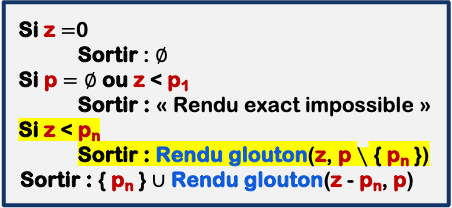 Si z =0
Sortir : ∅
Si p = ∅ ou z < p₁
Sortir : « Rendu exact impossible »
Si z < pₙ
Sortir : Rendu glouton(z, p \ { pₙ })
Sortir : { pₙ } ∪ Rendu glouton(z - pₙ, p)